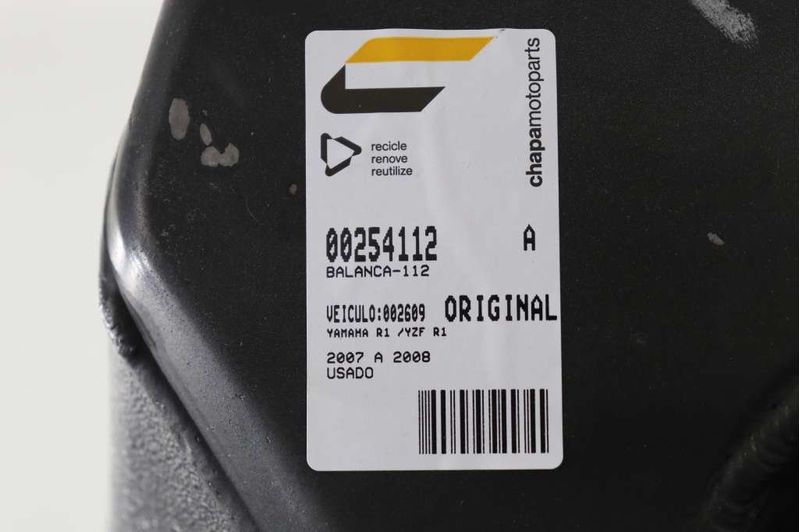 chapamotoparts
recicle
renove
reutilize
00254112 A
BALANCA-112
VEICULO:002609 ORIGINAL
YAMAHA R1 /YZF R1
2007 A 2008
USADO